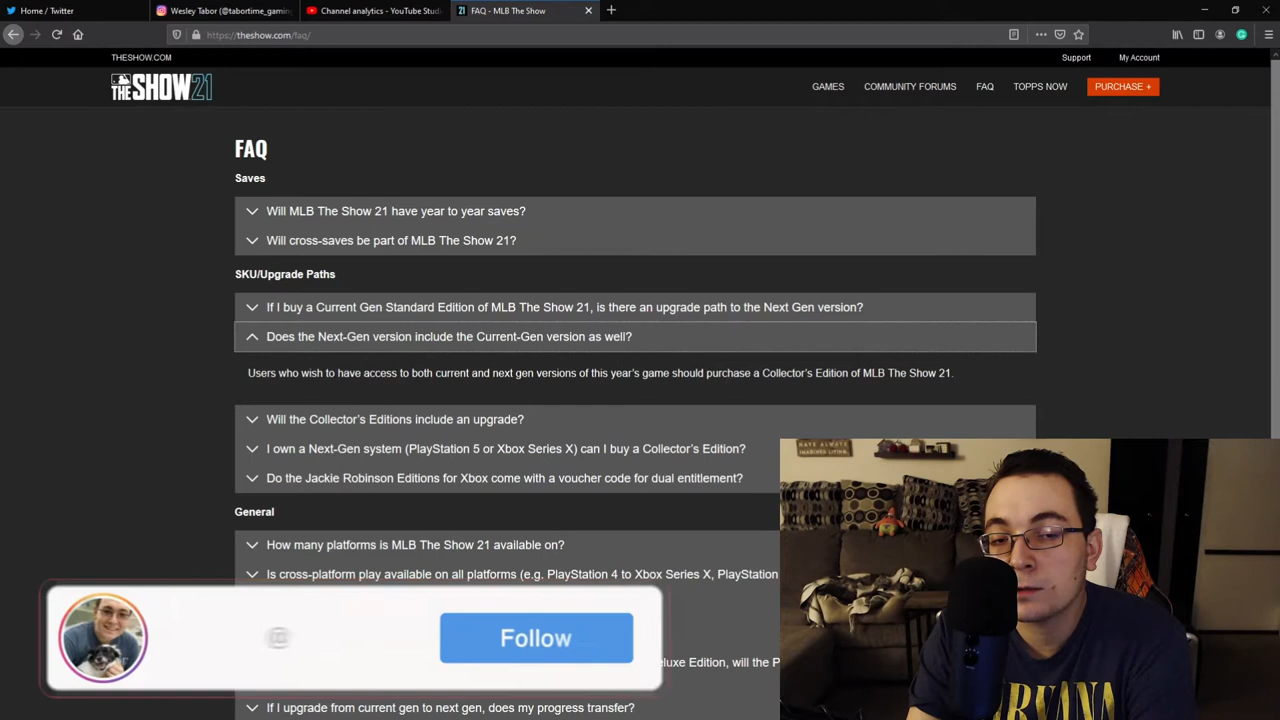 Home / Twitter
Wesley Tabor (@tabortime_gaming
Channel analytics - YouTube Stud
FAQ - MLB The Show
https://theshow.com/faq/
THESHOW.COM
Support
My Account
THE SHOW 21
GAMES
COMMUNITY FORUMS
FAQ
TOPPS NOW
PURCHASE +
FAQ
Saves
Will MLB The Show 21 have year to year saves?
Will cross-saves be part of MLB The Show 21?
SKU/Upgrade Paths
If I buy a Current Gen Standard Edition of MLB The Show 21, is there an upgrade path to the Next Gen version?
Does the Next-Gen version include the Current-Gen version as well?
Users who wish to have access to both current and next gen versions of this year's game should purchase a Collector's Edition of MLB The Show 21.
Will the Collector's Editions include an upgrade?
I own a Next-Gen system (PlayStation 5 or Xbox Series X) can I buy a Collector's Edition?
Do the Jackie Robinson Editions for Xbox come with a voucher code for dual entitlement?
General
How many platforms is MLB The Show 21 available on?
Is cross-platform play available on all platforms (e.g. PlayStation 4 to Xbox Series X, PlayStation
Follow
eluxe Edition, will the P
If I upgrade from current gen to next gen, does my progress transfer?
HAVE ALWAYS
IMAGINED LIVING
NIRVANA